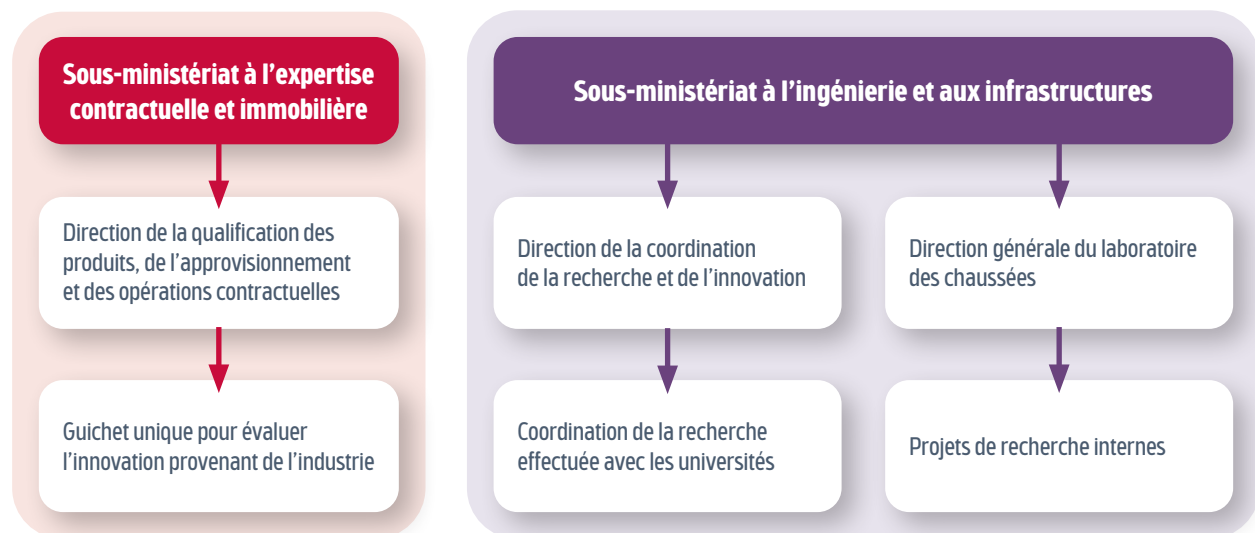 Sous-ministériat à l'expertise
contractuelle et immobilière
Direction de la qualification des
produits, de l'approvisionnement
et des opérations contractuelles
Guichet unique pour évaluer
l'innovation provenant de l'industrie
Sous-ministériat à l'ingénierie et aux infrastructures
Direction de la coordination
de la recherche et de l'innovation
Coordination de la recherche
effectuée avec les universités
Direction générale du laboratoire
des chaussées
Projets de recherche internes